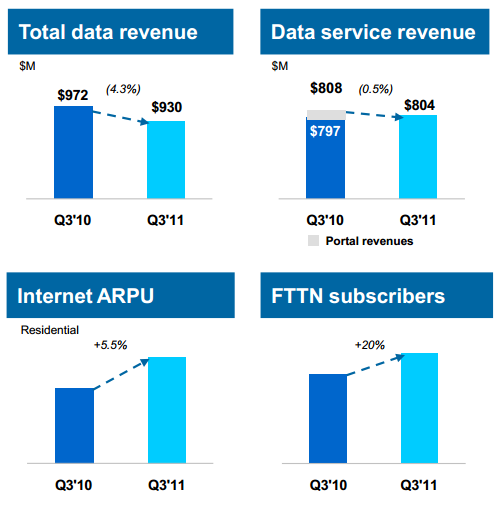 Total data revenue
$M
$972
(4.3%)
$930
Q3'10
Q3'11
Data service revenue
$M
$808
(0.5%)
$804
$797
Q3'10
Q3'11
Portal revenues
Internet ARPU
Residential
+5.5%
Q3'10
Q3'11
FTTN subscribers
+20%
Q3'10
Q3'11